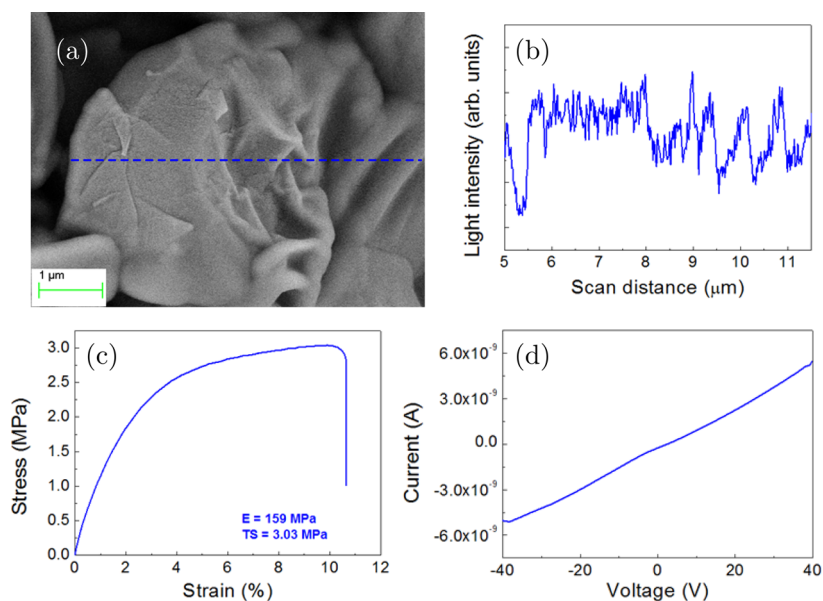 (a)
1 µm
(b)
Light intensity (arb. units)
5 6 7 8 9 10 11
Scan distance (µm)
(c)
Stress (MPa)
3.0
2.5
2.0
1.5
1.0
0.5
0.0
E = 159 MPa
TS = 3.03 MPa
0 2 4 6 8 10 12
Strain (%)
(d)
Current (A)
6.0x10⁻⁹
3.0x10⁻⁹
0.0
-3.0x10⁻⁹
-6.0x10⁻⁹
-40 -20 0 20 40
Voltage (V)